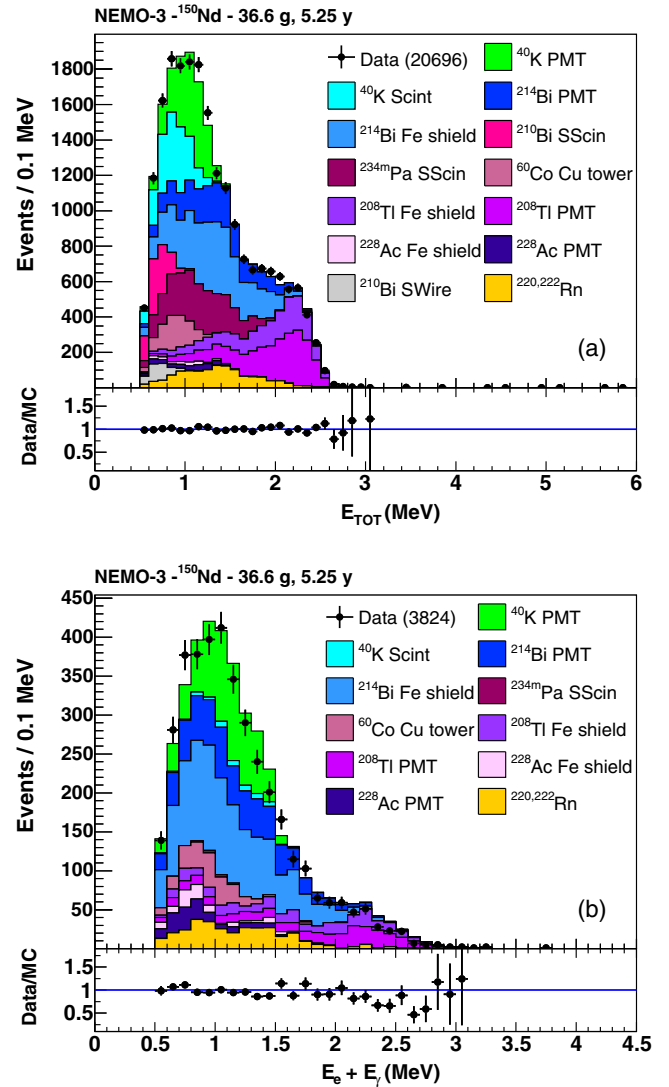 NEMO-3 - ¹⁵⁰Nd - 36.6 g, 5.25 y
Events / 0.1 MeV
1800
1600
1400
1200
1000
800
600
400
200
Data (20696)
⁴⁰K PMT
⁴⁰K Scint
²¹⁴Bi PMT
²¹⁴Bi Fe shield
²¹⁰Bi SScin
²³⁴ᵐPa SScin
⁶⁰Co Cu tower
²⁰⁸Tl Fe shield
²⁰⁸Tl PMT
²²⁸Ac Fe shield
²²⁸Ac PMT
²¹⁰Bi SWire
²²⁰,²²²Rn
(a)
Data/MC
1.5
1
0.5
0 1 2 3 4 5 6
E_TOT (MeV)
NEMO-3 - ¹⁵⁰Nd - 36.6 g, 5.25 y
Events / 0.1 MeV
450
400
350
300
250
200
150
100
50
Data (3824)
⁴⁰K PMT
⁴⁰K Scint
²¹⁴Bi PMT
²¹⁴Bi Fe shield
²³⁴ᵐPa SScin
⁶⁰Co Cu tower
²⁰⁸Tl Fe shield
²⁰⁸Tl PMT
²²⁸Ac Fe shield
²²⁸Ac PMT
²²⁰,²²²Rn
(b)
Data/MC
1.5
1
0.5
0 0.5 1 1.5 2 2.5 3 3.5 4 4.5
E_e + E_γ (MeV)